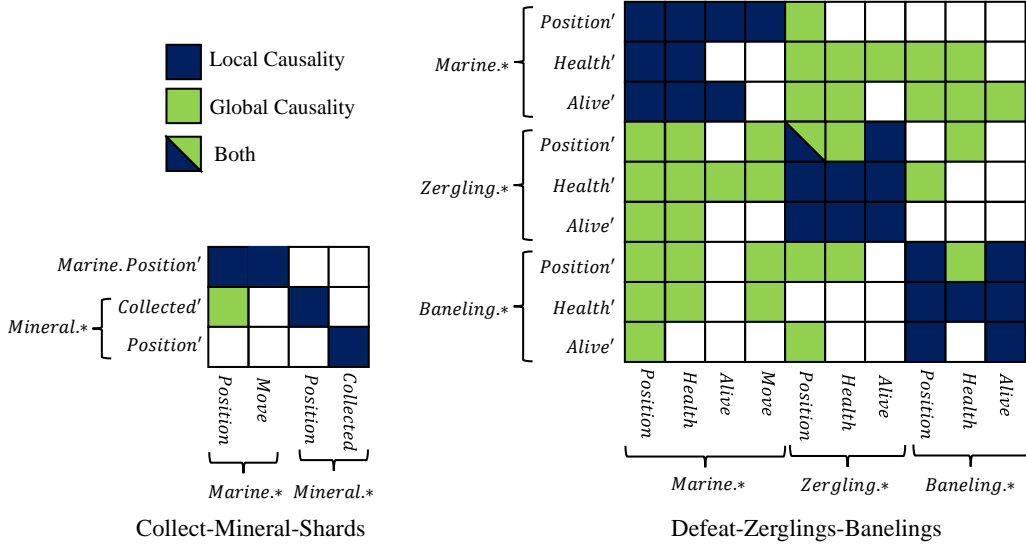 Local Causality
Global Causality
Both
Marine.Position′
Mineral.∗
Collected′
Position′
Position
Move
Position
Collected
Marine.∗
Mineral.∗
Collect-Mineral-Shards
Marine.∗
Position′
Health′
Alive′
Zergling.∗
Position′
Health′
Alive′
Baneling.∗
Position′
Health′
Alive′
Position
Health
Alive
Move
Position
Health
Alive
Position
Health
Alive
Marine.∗
Zergling.∗
Baneling.∗
Defeat-Zerglings-Banelings